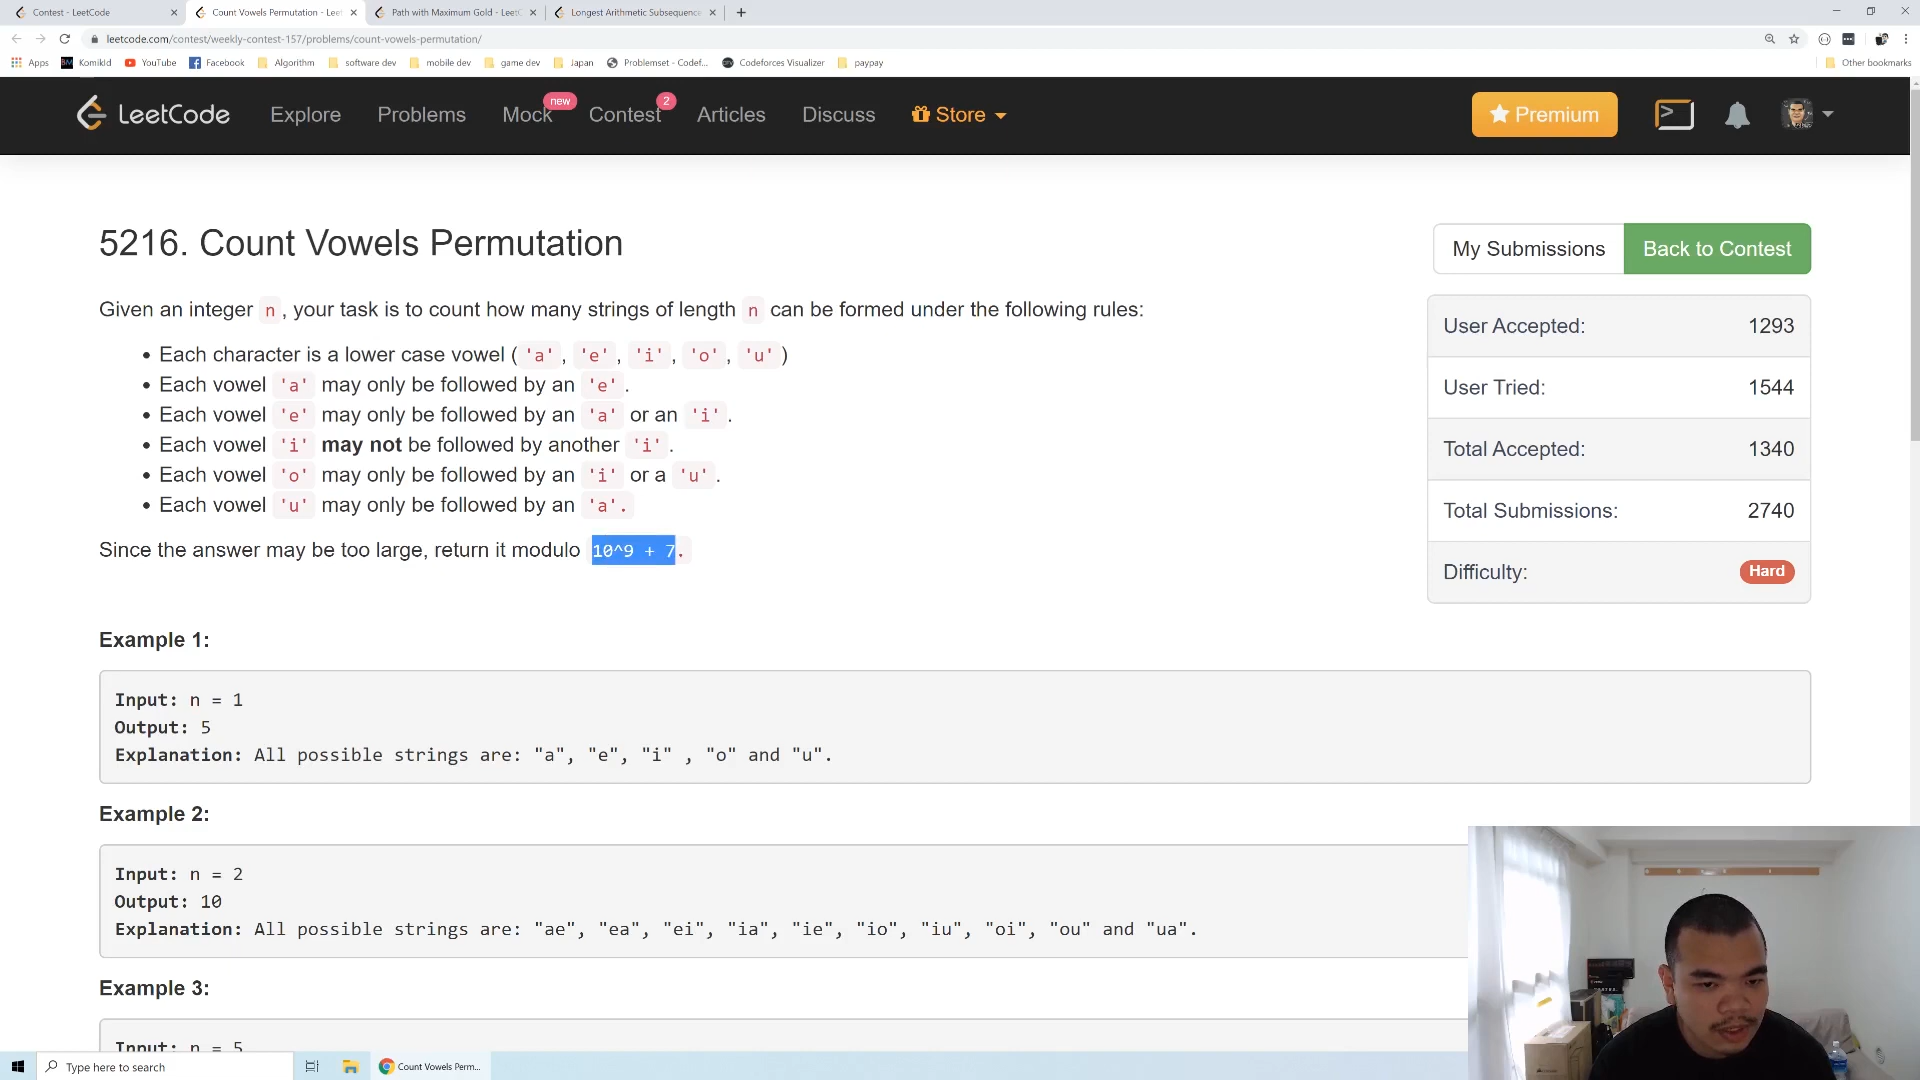 Contest - LeetCode
Count Vowels Permutation - Leet
Path with Maximum Gold - LeetC
Longest Arithmetic Subsequence
leetcode.com/contest/weekly-contest-157/problems/count-vowels-permutation/
Apps Komikid YouTube Facebook Algorithm software dev mobile dev game dev Japan Problemset - Codef... Codeforces Visualizer paypay Other bookmarks
LeetCode Explore Problems Mock new Contest 2 Articles Discuss Store Premium
5216. Count Vowels Permutation
My Submissions Back to Contest
Given an integer n, your task is to count how many strings of length n can be formed under the following rules:
• Each character is a lower case vowel ('a', 'e', 'i', 'o', 'u')
• Each vowel 'a' may only be followed by an 'e'.
• Each vowel 'e' may only be followed by an 'a' or an 'i'.
• Each vowel 'i' may not be followed by another 'i'.
• Each vowel 'o' may only be followed by an 'i' or a 'u'.
• Each vowel 'u' may only be followed by an 'a'.
Since the answer may be too large, return it modulo 10^9 + 7.
User Accepted: 1293
User Tried: 1544
Total Accepted: 1340
Total Submissions: 2740
Difficulty: Hard
Example 1:
Input: n = 1
Output: 5
Explanation: All possible strings are: "a", "e", "i" , "o" and "u".
Example 2:
Input: n = 2
Output: 10
Explanation: All possible strings are: "ae", "ea", "ei", "ia", "ie", "io", "iu", "oi", "ou" and "ua".
Example 3:
Input: n = 5
Type here to search
Count Vowels Perm...